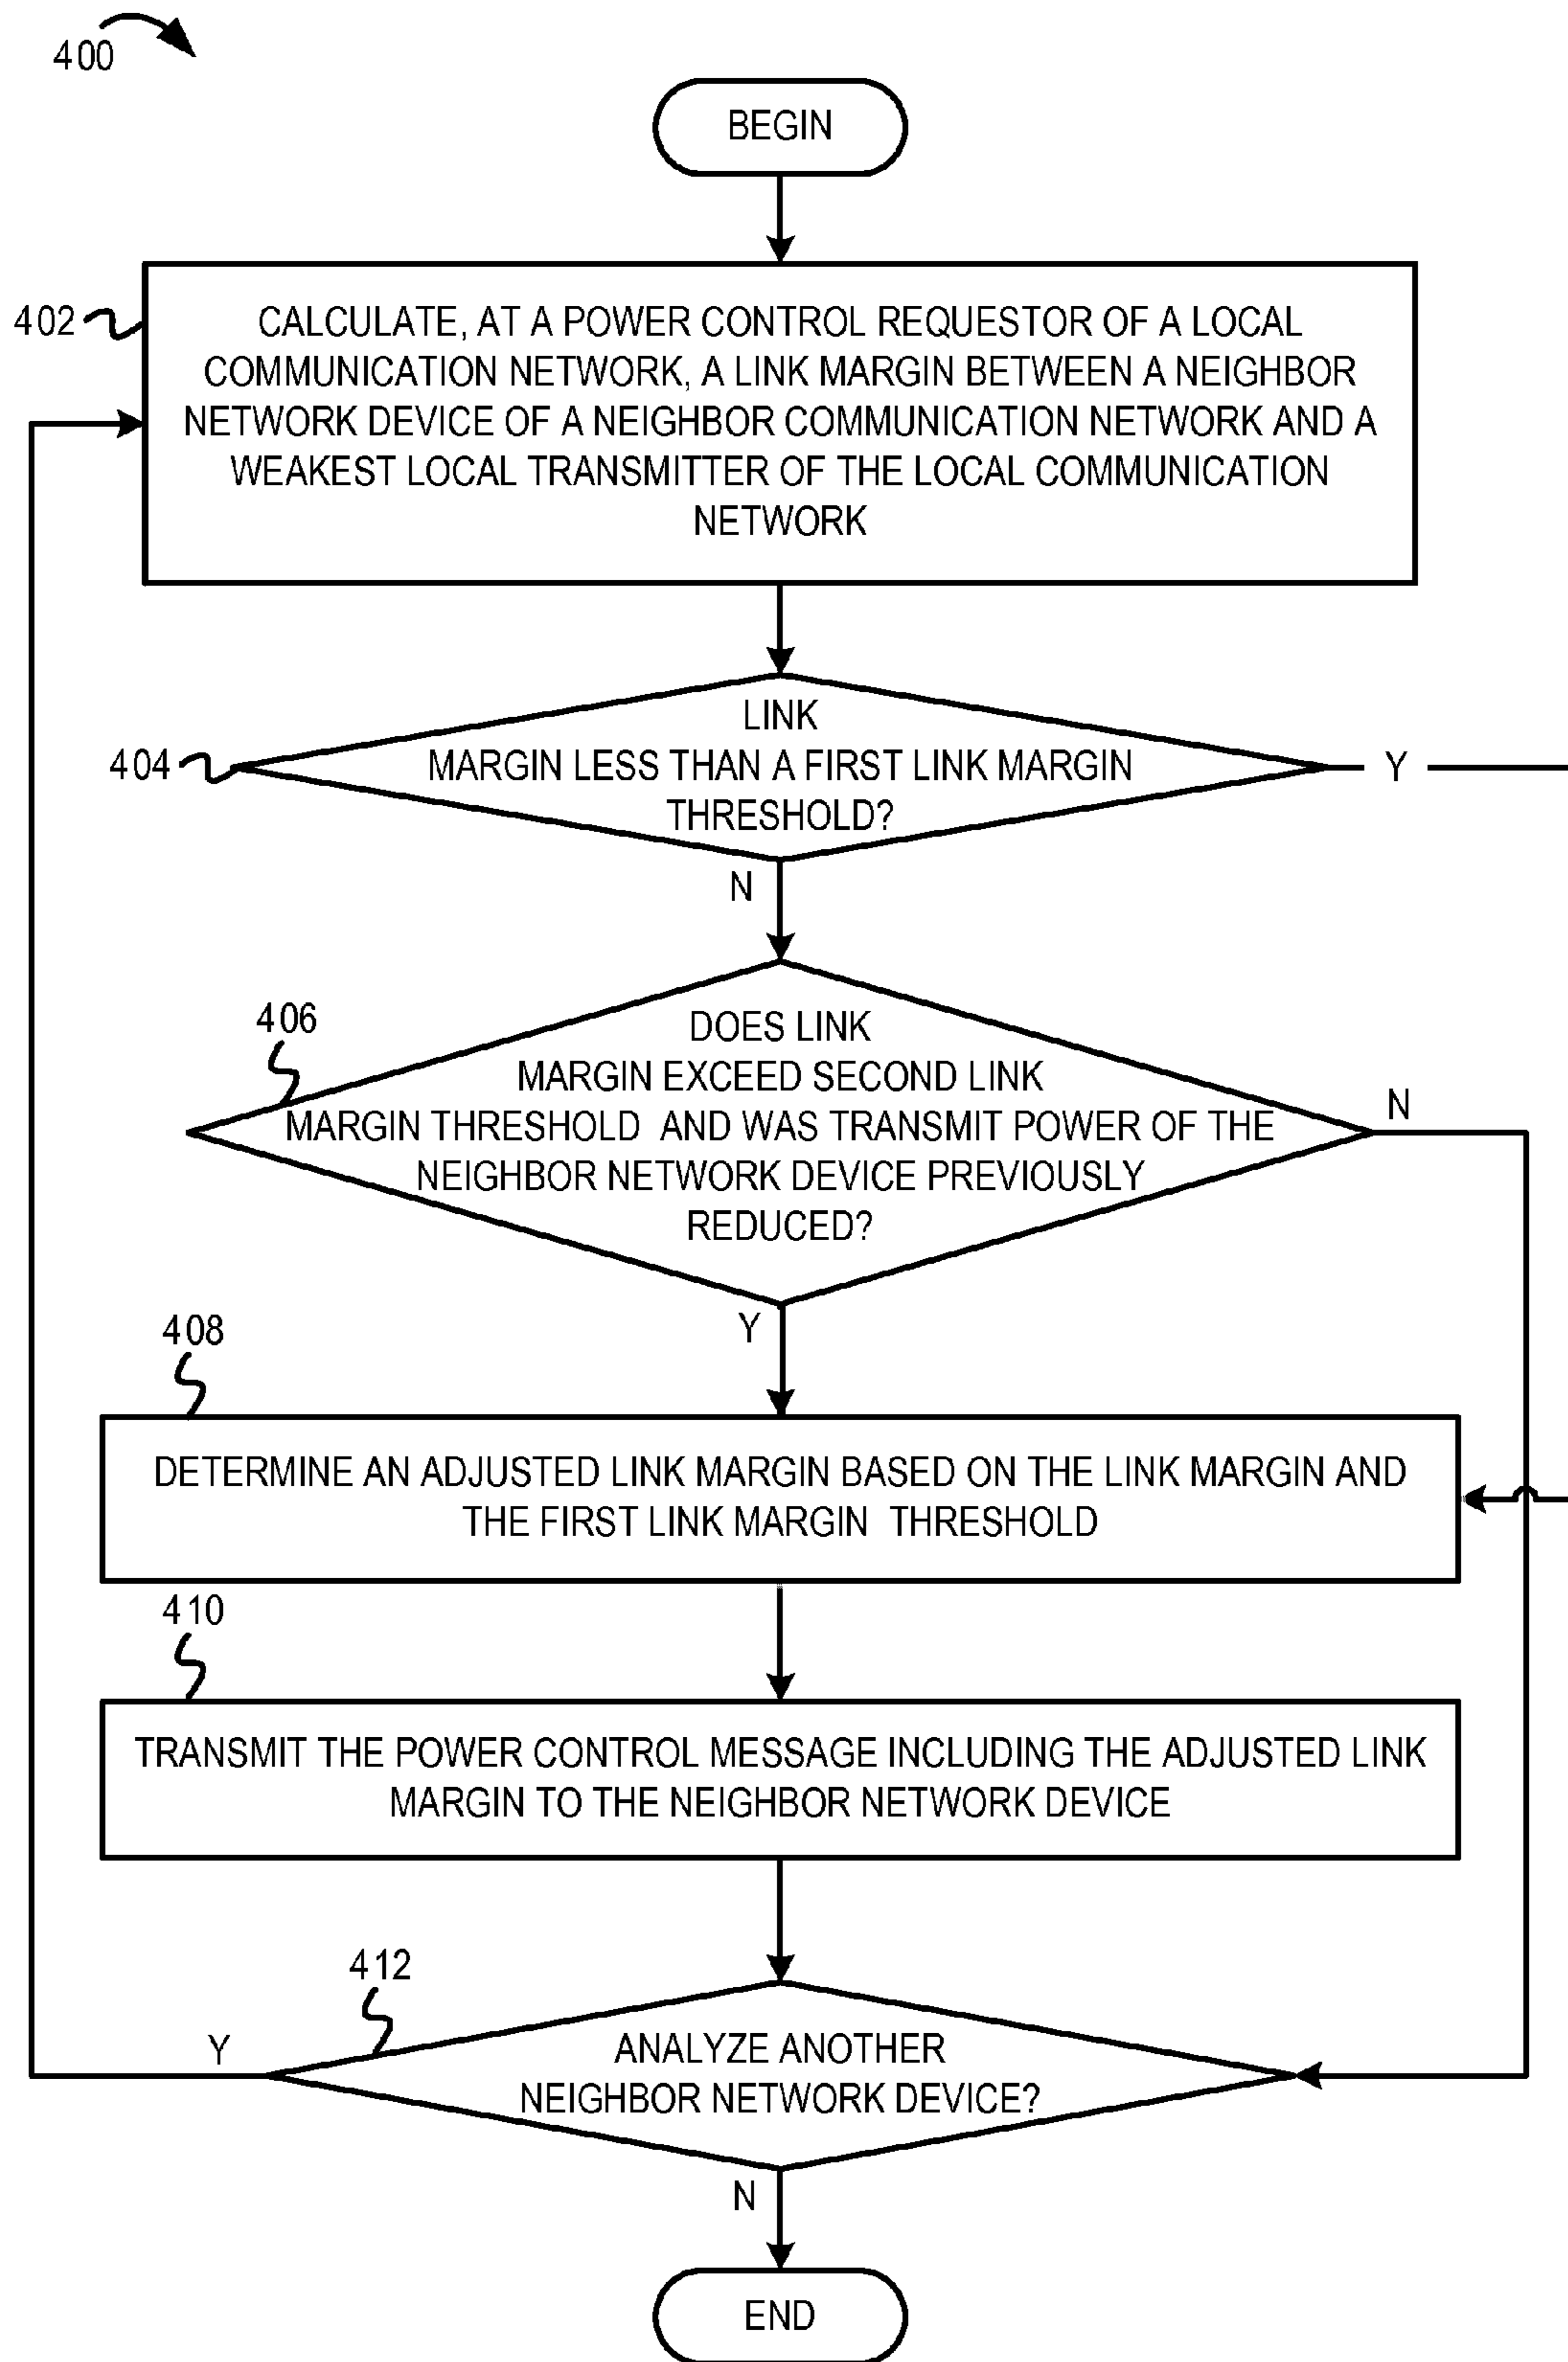 400
BEGIN
402
CALCULATE, AT A POWER CONTROL REQUESTOR OF A LOCAL
COMMUNICATION NETWORK, A LINK MARGIN BETWEEN A NEIGHBOR
NETWORK DEVICE OF A NEIGHBOR COMMUNICATION NETWORK AND A
WEAKEST LOCAL TRANSMITTER OF THE LOCAL COMMUNICATION
NETWORK
404
LINK
MARGIN LESS THAN A FIRST LINK MARGIN
THRESHOLD?
Y
N
406
DOES LINK
MARGIN EXCEED SECOND LINK
MARGIN THRESHOLD AND WAS TRANSMIT POWER OF THE
NEIGHBOR NETWORK DEVICE PREVIOUSLY
REDUCED?
N
Y
408
DETERMINE AN ADJUSTED LINK MARGIN BASED ON THE LINK MARGIN AND
THE FIRST LINK MARGIN THRESHOLD
410
TRANSMIT THE POWER CONTROL MESSAGE INCLUDING THE ADJUSTED LINK
MARGIN TO THE NEIGHBOR NETWORK DEVICE
412
Y
ANALYZE ANOTHER
NEIGHBOR NETWORK DEVICE?
N
END